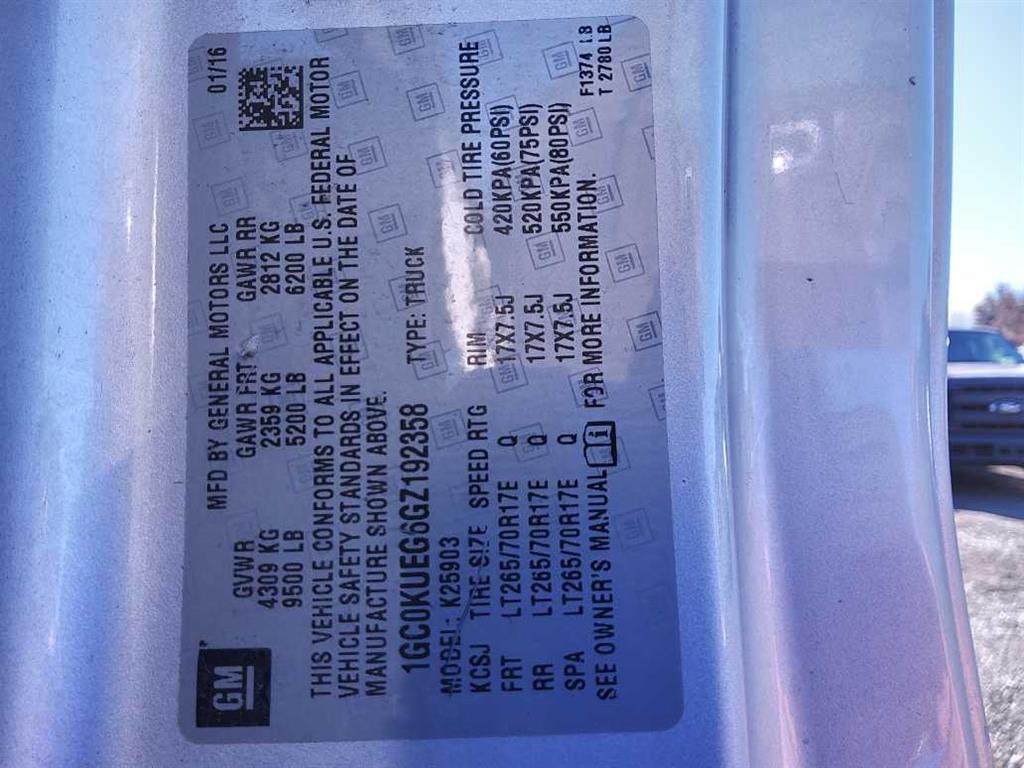 GM
MFD BY GENERAL MOTORS LLC 01/16
GVWR GAWR FRT GAWR RR
4309 KG 2359 KG 2812 KG
9500 LB 5200 LB 6200 LB
THIS VEHICLE CONFORMS TO ALL APPLICABLE U.S. FEDERAL MOTOR
VEHICLE SAFETY STANDARDS IN EFFECT ON THE DATE OF
MANUFACTURE SHOWN ABOVE.
1GC0KUEG6GZ192358 TYPE: TRUCK
MODEL: K25903
KCSJ TIRE SIZE SPEED RTG RIM COLD TIRE PRESSURE
FRT LT265/70R17E Q 17X7.5J 420KPA(60PSI)
RR LT265/70R17E Q 17X7.5J 520KPA(75PSI)
SPA LT265/70R17E Q 17X7.5J 550KPA(80PSI)
SEE OWNER'S MANUAL FOR MORE INFORMATION. F1374 LB
T 2780 LB